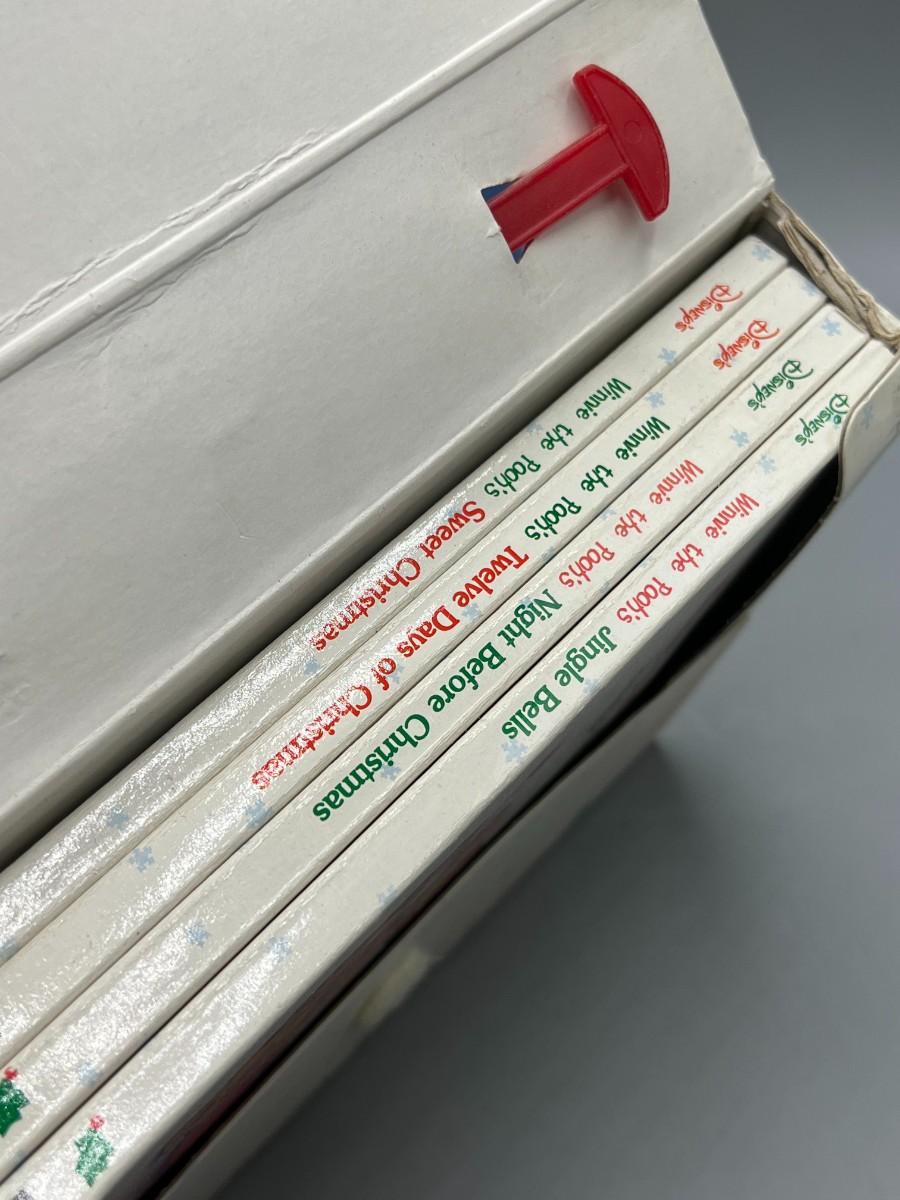 Disney's Winnie the Pooh's Sweet Christmas
Disney's Winnie the Pooh's Twelve Days of Christmas
Disney's Winnie the Pooh's Night Before Christmas
Disney's Winnie the Pooh's Jingle Bells